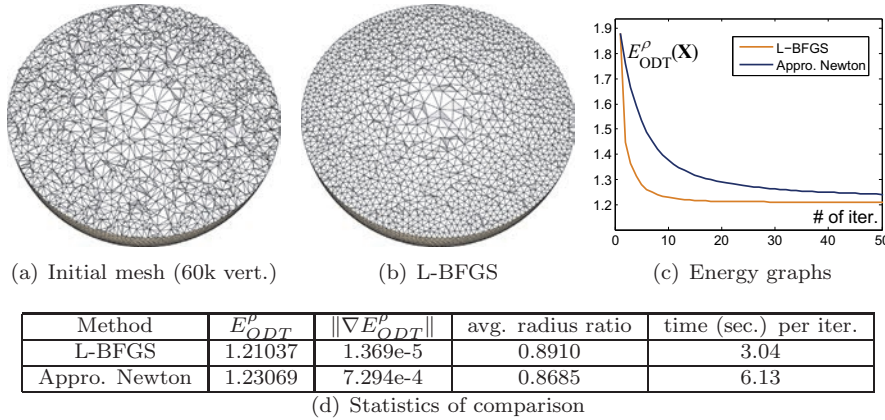 1.9
1.8
1.7
1.6
1.5
1.4
1.3
1.2
E^ρ_ODT(X)
L−BFGS
Appro. Newton
# of iter.
0 10 20 30 40 50
(a) Initial mesh (60k vert.) (b) L-BFGS (c) Energy graphs
Method E^ρ_ODT ‖∇E^ρ_ODT‖ avg. radius ratio time (sec.) per iter.
L-BFGS 1.21037 1.369e-5 0.8910 3.04
Appro. Newton 1.23069 7.294e-4 0.8685 6.13
(d) Statistics of comparison